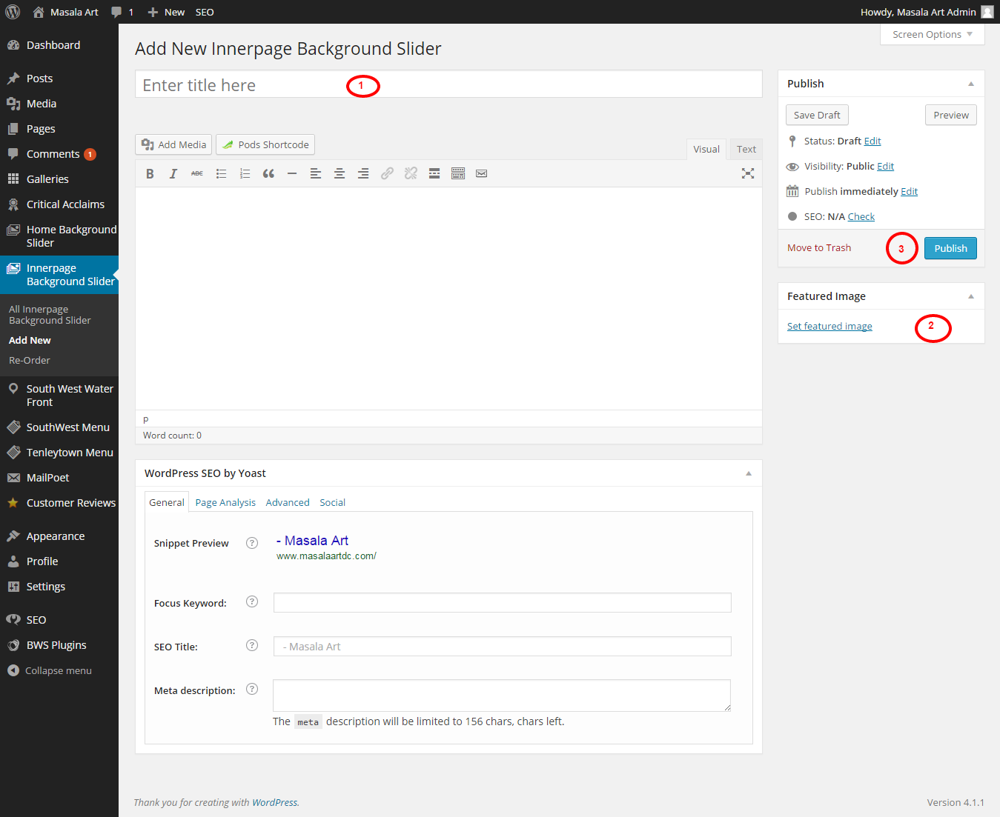 Masala Art 1 New SEO Howdy, Masala Art Admin
Screen Options
Dashboard
Posts
Media
Pages
Comments 1
Galleries
Critical Acclaims
Home Background
Slider
Innerpage
Background Slider
All Innerpage
Background Slider
Add New
Re-Order
South West Water
Front
SouthWest Menu
Tenleytown Menu
MailPoet
Customer Reviews
Appearance
Profile
Settings
SEO
BWS Plugins
Collapse menu
Add New Innerpage Background Slider
Enter title here 1
Add Media Pods Shortcode
Visual Text
B I ABC
p
Word count: 0
WordPress SEO by Yoast
General Page Analysis Advanced Social
Snippet Preview ? - Masala Art
www.masalaartdc.com/
Focus Keyword: ?
SEO Title: ? - Masala Art
Meta description: ?
The meta description will be limited to 156 chars, chars left.
Publish
Save Draft Preview
Status: Draft Edit
Visibility: Public Edit
Publish immediately Edit
SEO: N/A Check
Move to Trash 3 Publish
Featured Image
Set featured image 2
Thank you for creating with WordPress.
Version 4.1.1